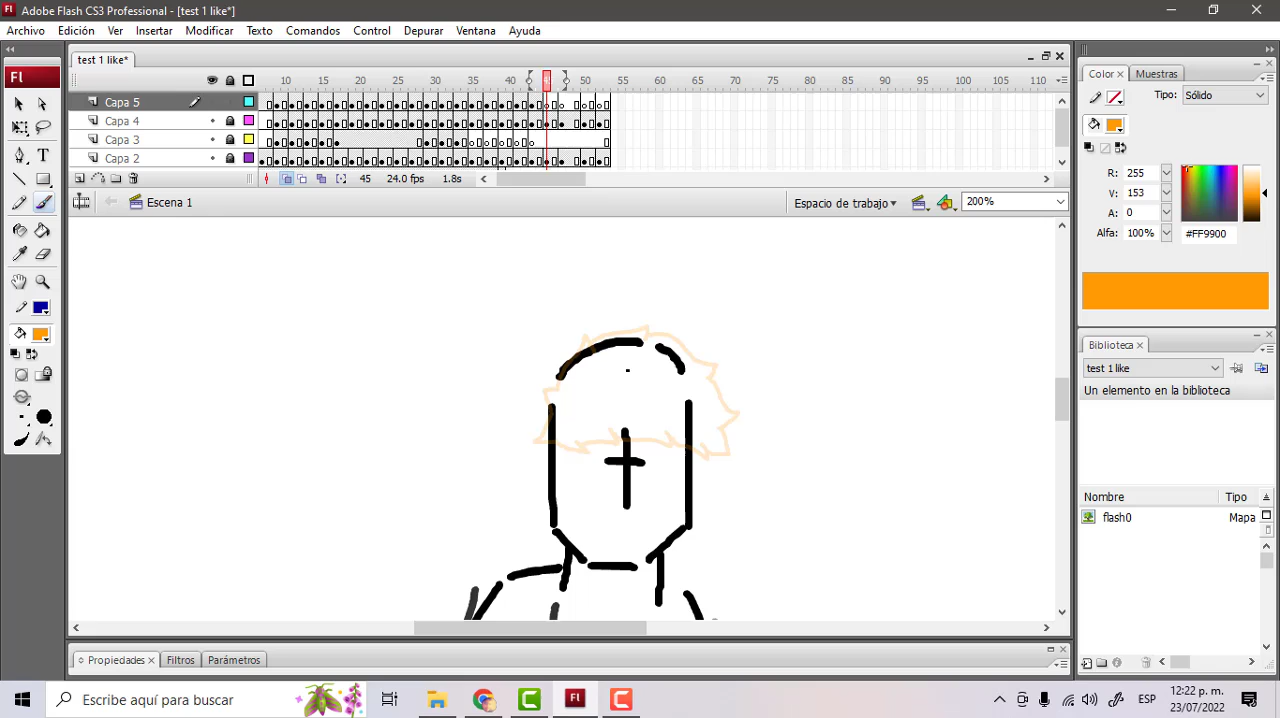 Adobe Flash CS3 Professional - [test 1 like*]
Archivo Edición Ver Insertar Modificar Texto Comandos Control Depurar Ventana Ayuda
test 1 like*
10 15 20 25 30 35 40 50 55 60 65 70 75 80 85 90 95 100 105 110
Capa 5
Capa 4
Capa 3
Capa 2
45 24.0 fps 1.8s
Escena 1
Espacio de trabajo
200%
Propiedades
Filtros
Parámetros
Color
Muestras
Tipo: Sólido
R: 255
V: 153
A: 0
Alfa: 100%
#FF9900
Biblioteca
test 1 like
Un elemento en la biblioteca
Nombre Tipo
flash0 Mapa
Fl
Escribe aquí para buscar
ESP
12:22 p. m.
23/07/2022